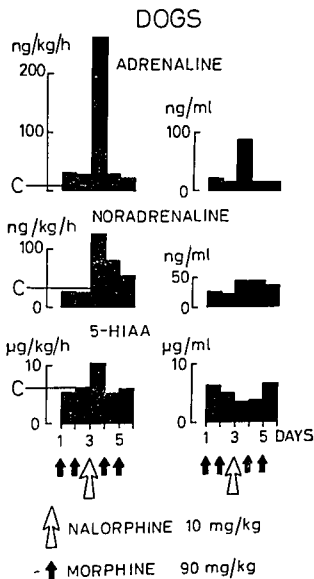 DOGS
ng/kg/h
ADRENALINE
200
100
0
C
ng/ml
100
0
NORADRENALINE
ng/kg/h
100
C
0
ng/ml
50
0
5-HIAA
µg/kg/h
10
C
0
µg/ml
10
0
1 3 5
1 3 5 DAYS
NALORPHINE 10 mg/kg
MORPHINE 90 mg/kg